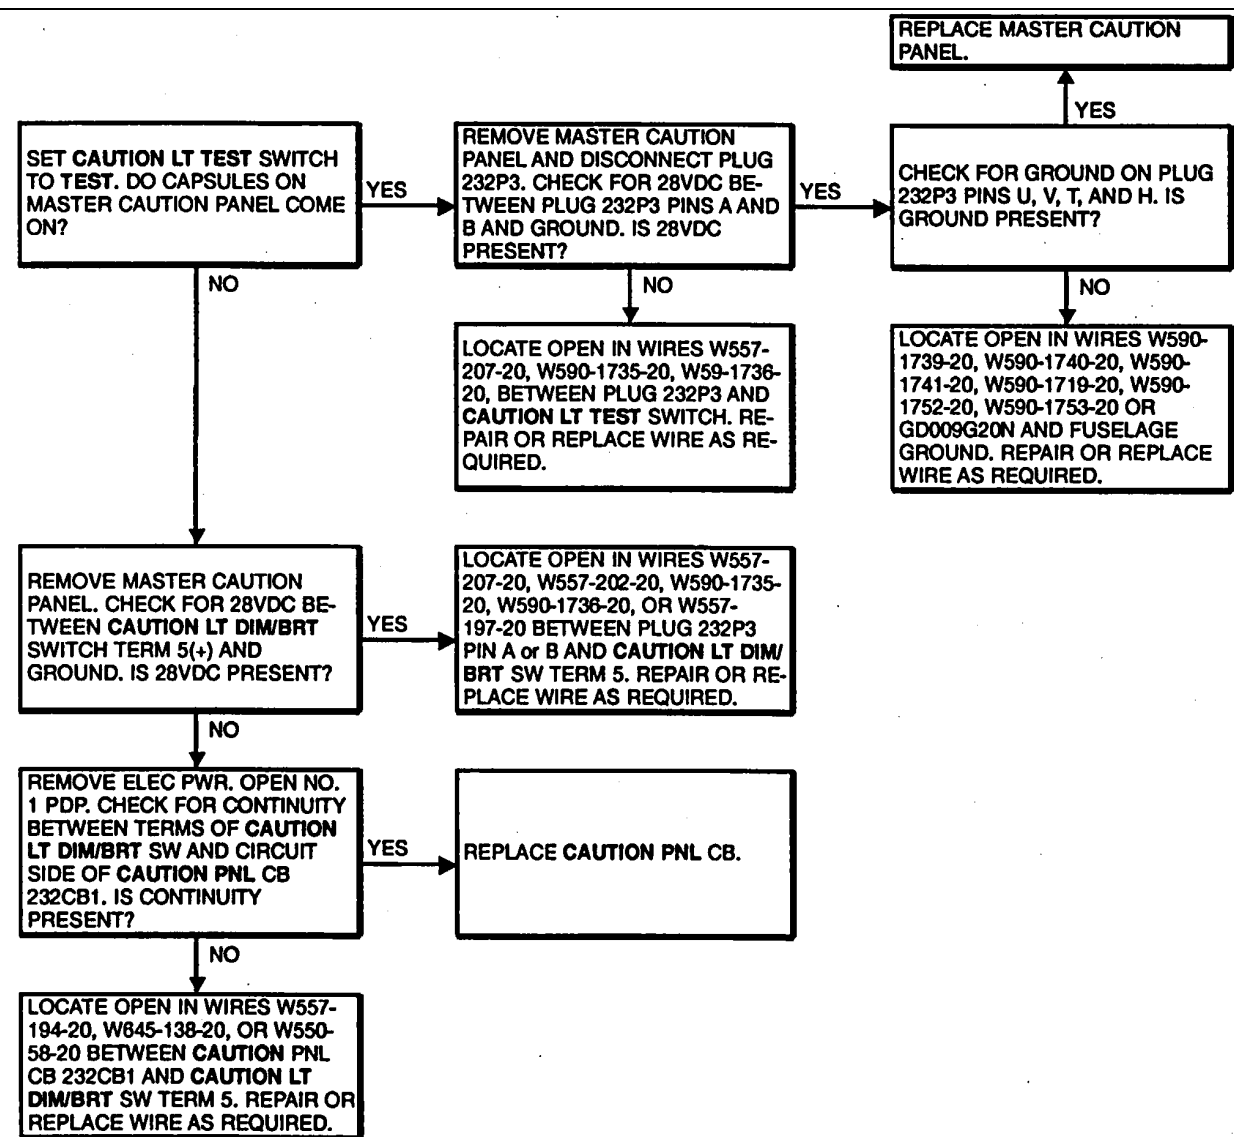 REPLACE MASTER CAUTION
PANEL.
YES
SET CAUTION LT TEST SWITCH
TO TEST. DO CAPSULES ON
MASTER CAUTION PANEL COME
ON?
YES
REMOVE MASTER CAUTION
PANEL AND DISCONNECT PLUG
232P3. CHECK FOR 28VDC BE-
TWEEN PLUG 232P3 PINS A AND
B AND GROUND. IS 28VDC
PRESENT?
YES
CHECK FOR GROUND ON PLUG
232P3 PINS U, V, T, AND H. IS
GROUND PRESENT?
NO
NO
NO
LOCATE OPEN IN WIRES W557-
207-20, W590-1735-20, W59-1736-
20, BETWEEN PLUG 232P3 AND
CAUTION LT TEST SWITCH. RE-
PAIR OR REPLACE WIRE AS RE-
QUIRED.
LOCATE OPEN IN WIRES W590-
1739-20, W590-1740-20, W590-
1741-20, W590-1719-20, W590-
1752-20, W590-1753-20 OR
GD009G20N AND FUSELAGE
GROUND. REPAIR OR REPLACE
WIRE AS REQUIRED.
REMOVE MASTER CAUTION
PANEL. CHECK FOR 28VDC BE-
TWEEN CAUTION LT DIM/BRT
SWITCH TERM 5(+) AND
GROUND. IS 28VDC PRESENT?
YES
LOCATE OPEN IN WIRES W557-
207-20, W557-202-20, W590-1735-
20, W590-1736-20, OR W557-
197-20 BETWEEN PLUG 232P3
PIN A or B AND CAUTION LT DIM/
BRT SW TERM 5. REPAIR OR RE-
PLACE WIRE AS REQUIRED.
NO
REMOVE ELEC PWR. OPEN NO.
1 PDP. CHECK FOR CONTINUITY
BETWEEN TERMS OF CAUTION
LT DIM/BRT SW AND CIRCUIT
SIDE OF CAUTION PNL CB
232CB1. IS CONTINUITY
PRESENT?
YES
REPLACE CAUTION PNL CB.
NO
LOCATE OPEN IN WIRES W557-
194-20, W645-138-20, OR W550-
58-20 BETWEEN CAUTION PNL
CB 232CB1 AND CAUTION LT
DIM/BRT SW TERM 5. REPAIR OR
REPLACE WIRE AS REQUIRED.